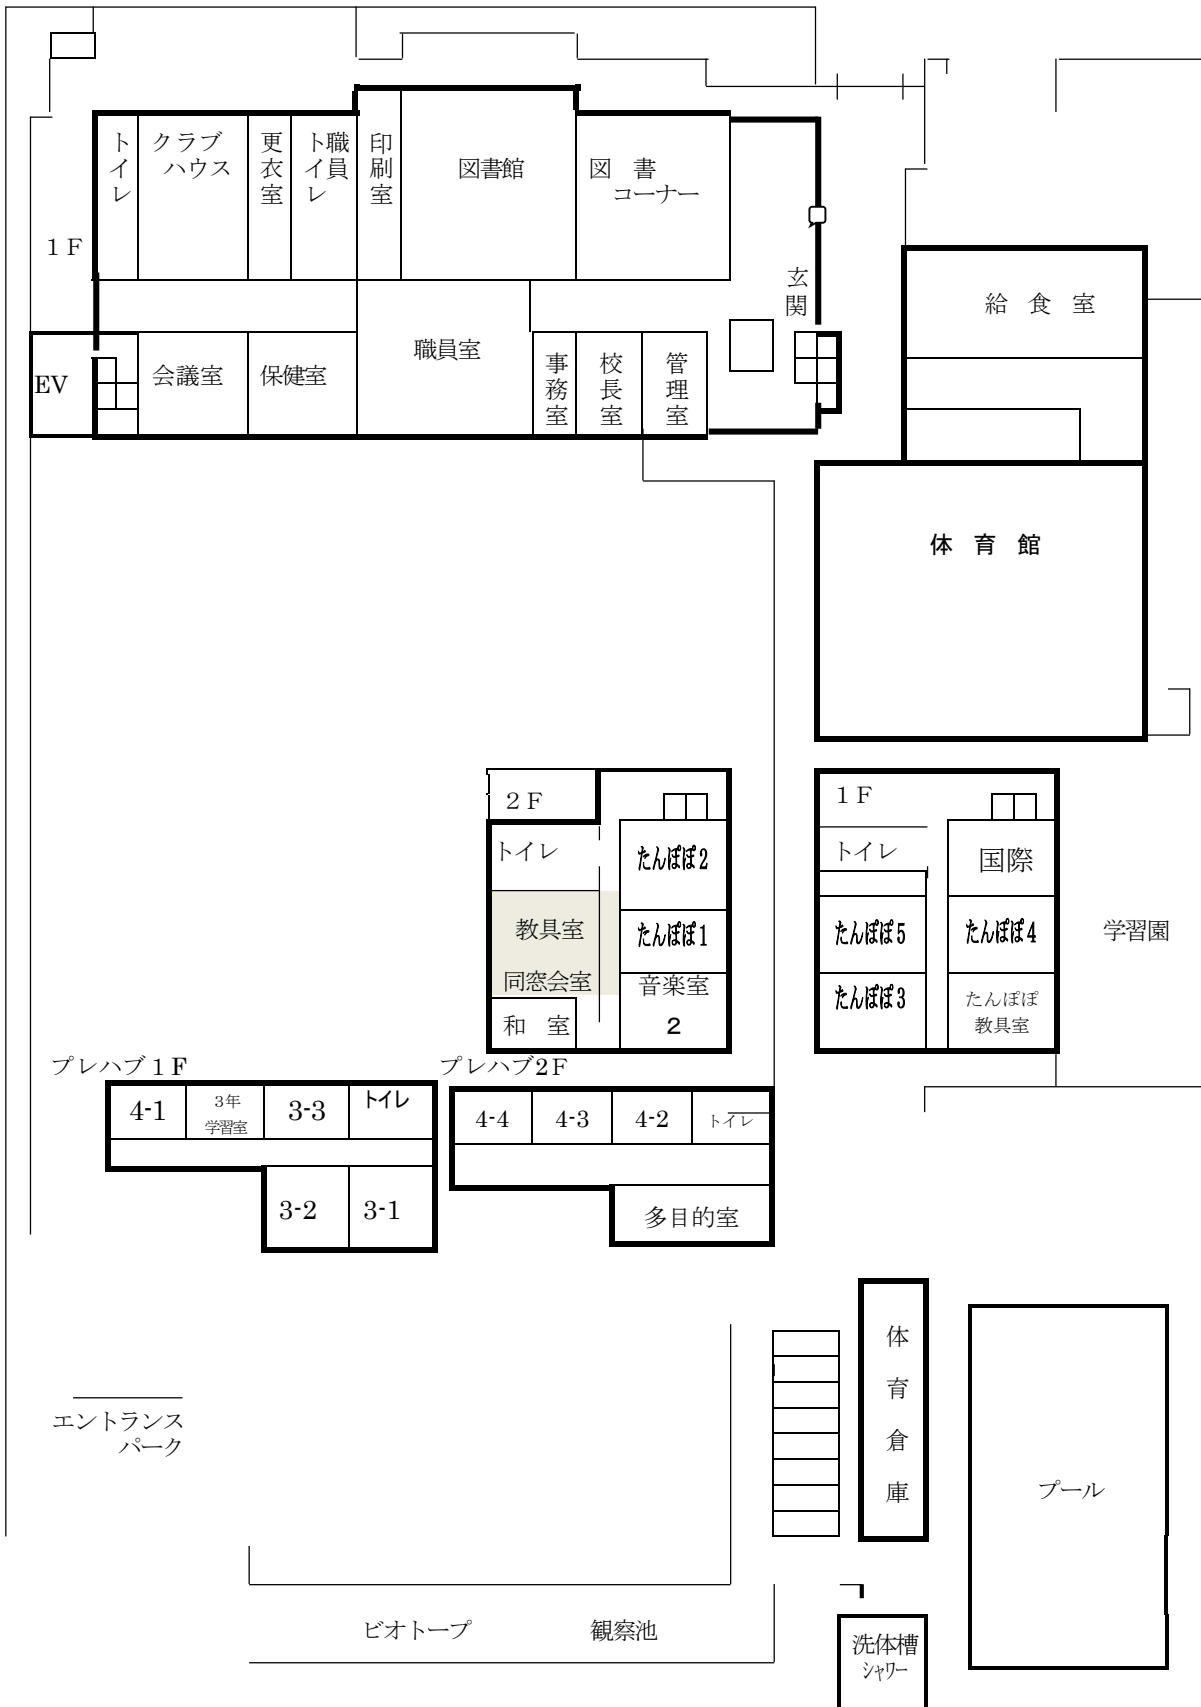 トイレ
クラブ
ハウス
更衣室
職員
トイレ
印刷室
図書館
図 書
コーナー
１Ｆ
玄関
給 食 室
EV
会議室
保健室
職員室
事務室
校長室
管理室
体 育 館
２Ｆ
トイレ
たんぽぽ2
教具室
たんぽぽ1
同窓会室
音楽室
2
和 室
１Ｆ
トイレ
国際
たんぽぽ5
たんぽぽ4
学習園
たんぽぽ3
たんぽぽ
教具室
プレハブ１F
4-1
3年
学習室
3-3
トイレ
3-2
3-1
プレハブ2F
4-4
4-3
4-2
トイレ
多目的室
体育倉庫
プール
エントランス
パーク
ビオトープ
観察池
洗体槽
シャワー